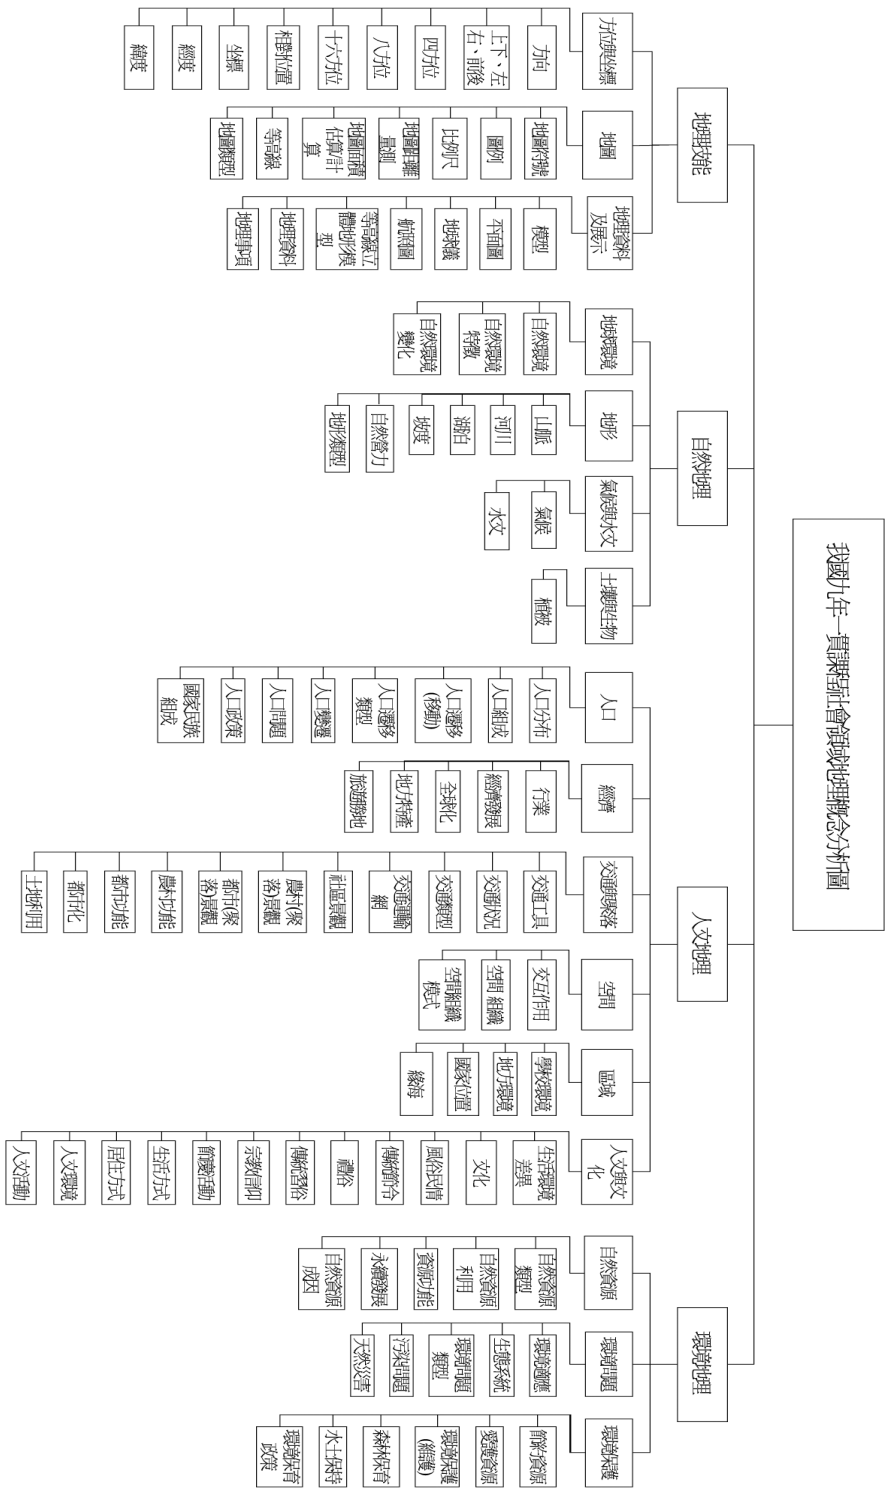 我國九年一貫課程社會領域地理概念分析圖
地理技能
方位與坐標
方向
上下、左
右、前後
四方位
八方位
十六方位
相對位置
坐標
經度
緯度
地圖
地圖符號
圖例
比例尺
地圖距離
量測
地圖面積
估算/計
算
等高線
地圖類型
地理資料
及展示
模型
平面圖
地球儀
航照圖
等高線立
體地形模
型
地理資料
地理事項
自然地理
地球環境
自然環境
自然環境
特徵
自然環境
變化
地形
山脈
河川
湖泊
坡度
自然營力
地形類型
氣候與水文
氣候
水文
土壤與生物
植被
人文地理
人口
人口分布
人口組成
人口遷移
(移動)
人口遷移
類型
人口變遷
人口問題
人口政策
國家民族
組成
經濟
行業
經濟發展
全球化
地方特產
旅遊勝地
交通與聚落
交通工具
交通狀況
交通類型
交通運輸
網
社區景觀
農村(聚
落)景觀
都市(聚
落)景觀
農村功能
都市功能
都市化
土地利用
空間
交互作用
空間 組織
空間組織
模式
區域
學校環境
地方環境
國家位置
緣海
人文與文
化
生活環境
差異
文化
風俗民情
傳統節令
禮俗
傳統習俗
宗教信仰
節慶活動
生活方式
居住方式
人文環境
人文活動
環境地理
自然資源
自然資源
類型
自然資源
利用
資源功能
永續發展
自然資源
成因
環境問題
環境適應
生態系統
環境問題
類型
污染問題
天然災害
環境保護
節約資源
愛護資源
環境保護
(維護)
森林保育
水土保持
環境保育
政策